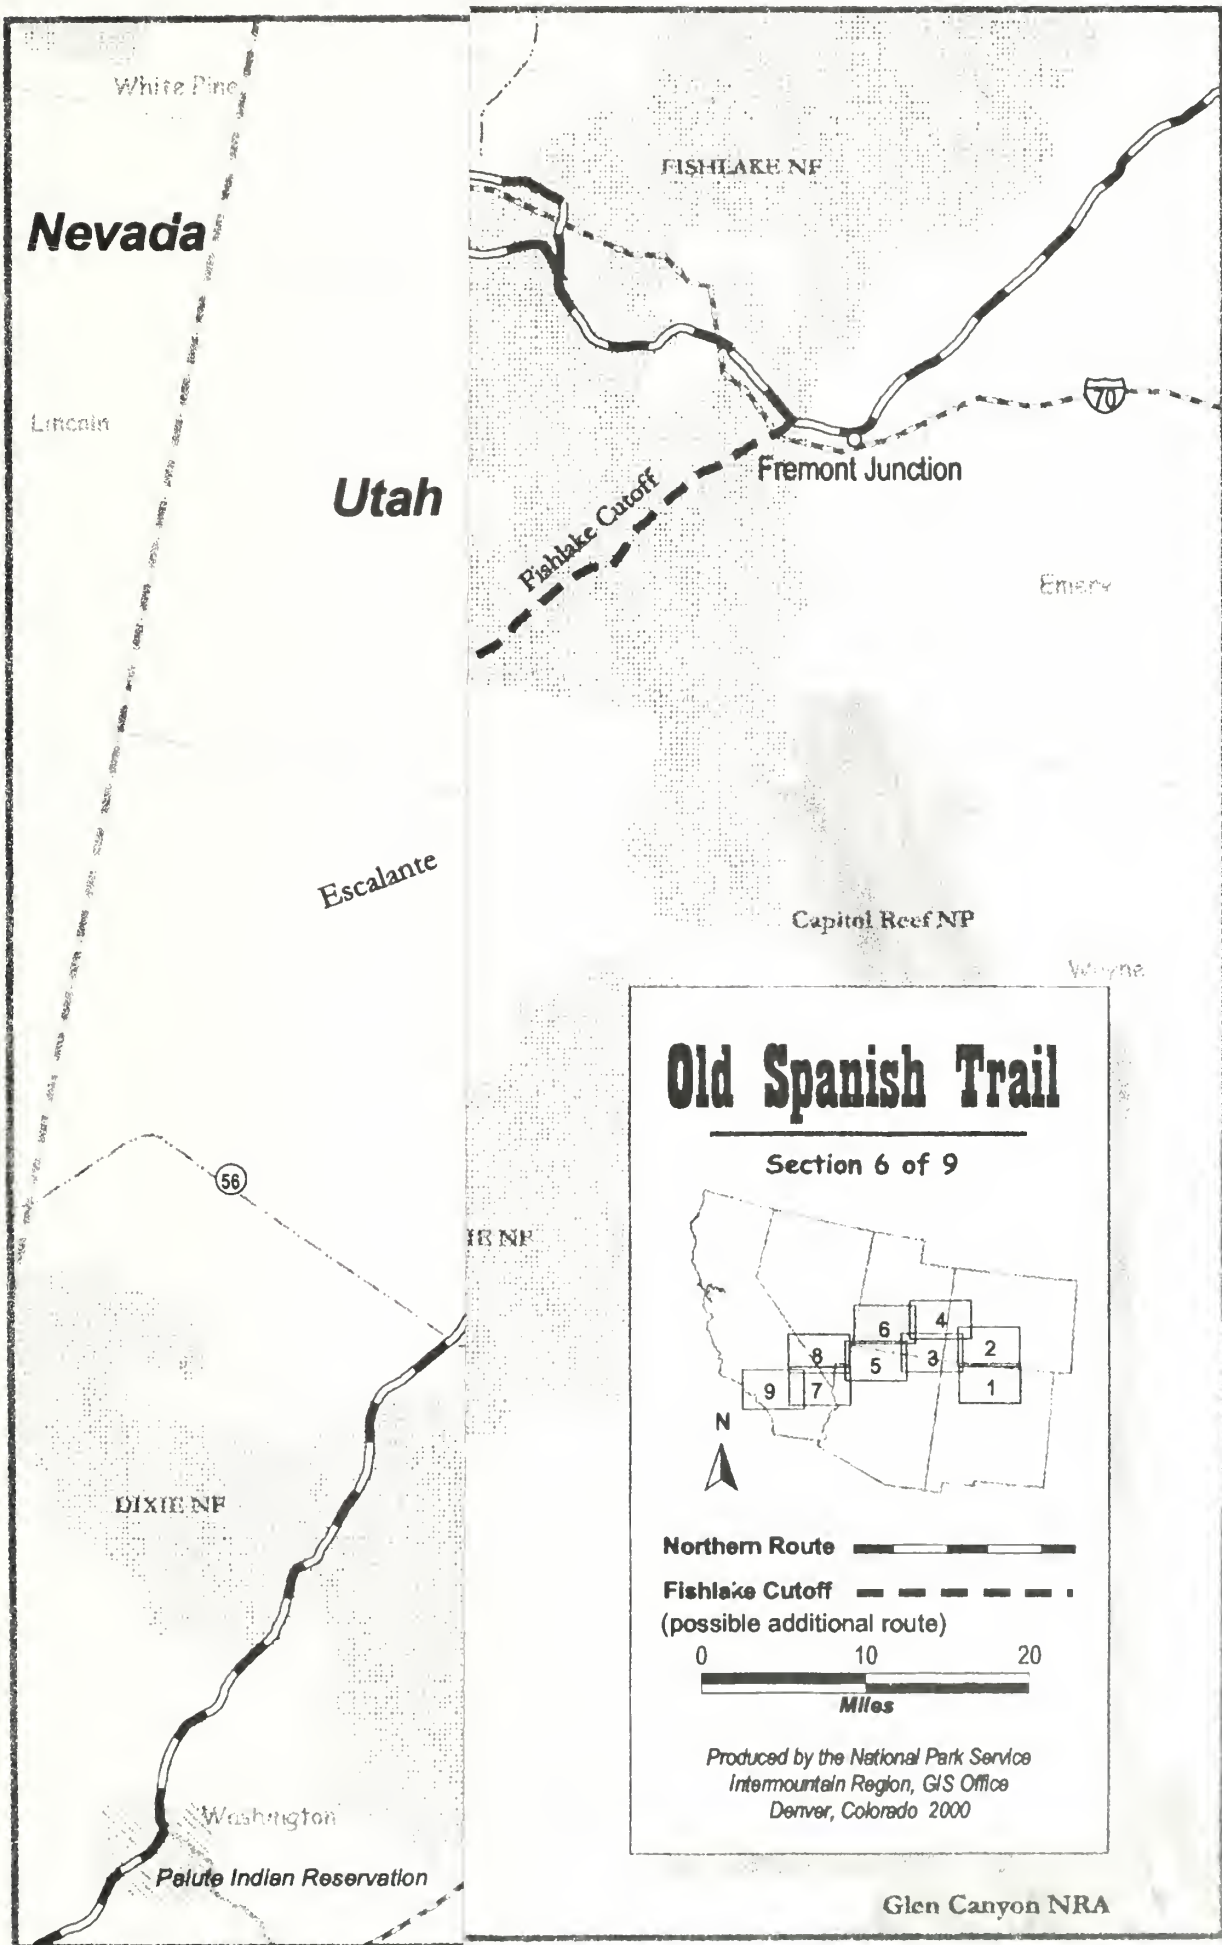 White Pine
Nevada
Lincoln
Utah
Escalante
56
DIXIE NF
Washington
Paiute Indian Reservation
FISHLAKE NF
70
Fremont Junction
Fishlake Cutoff
Emery
Capitol Reef NP
Wayne
IE NF
Old Spanish Trail
Section 6 of 9
6
4
8
5
3
2
9
7
1
N
Northern Route
Fishlake Cutoff
(possible additional route)
0 10 20
Miles
Produced by the National Park Service
Intermountain Region, GIS Office
Denver, Colorado 2000
Glen Canyon NRA